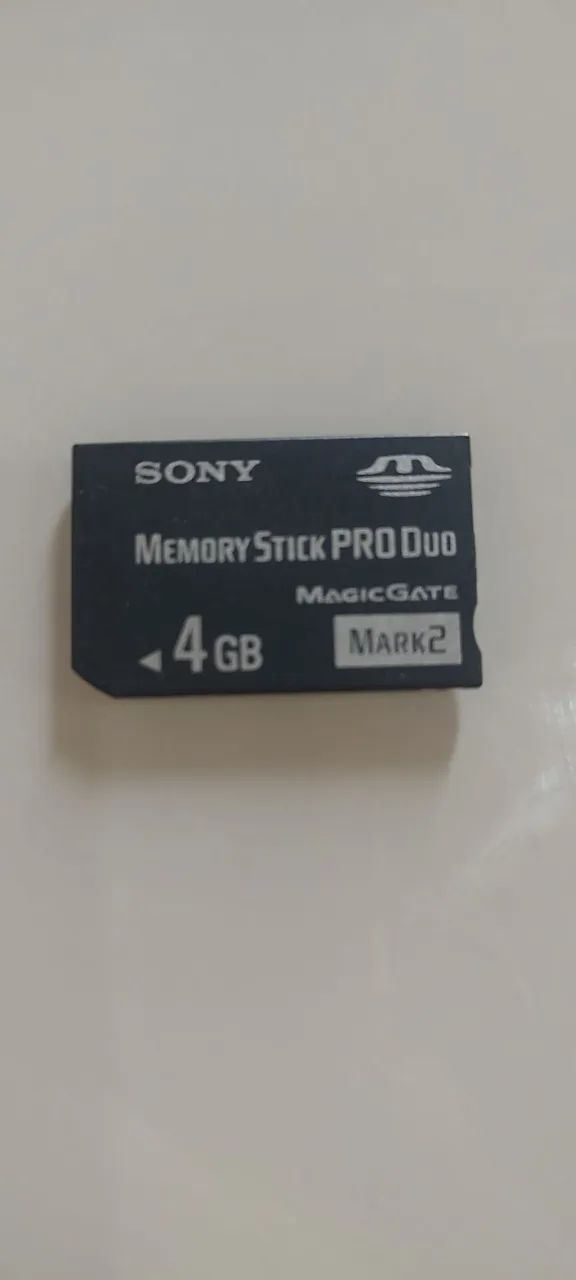 SONY
MEMORY STICK PRO DUO
MAGICGATE
4 GB
MARK2